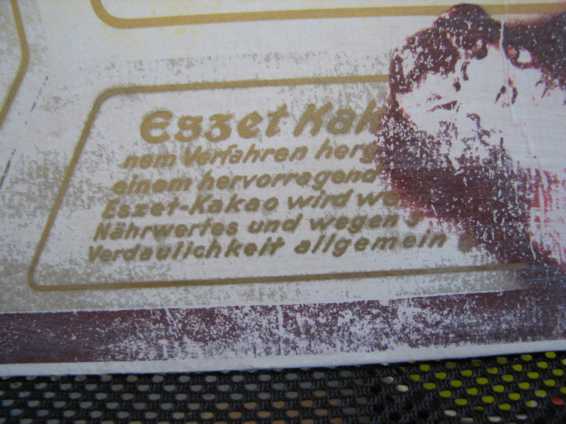 Eszet Kak
nem Verfahren herg
einem hervorragend
Eszet-Kakao wird we
Nährwertes und wegen
Verdaulichkeit allgemein